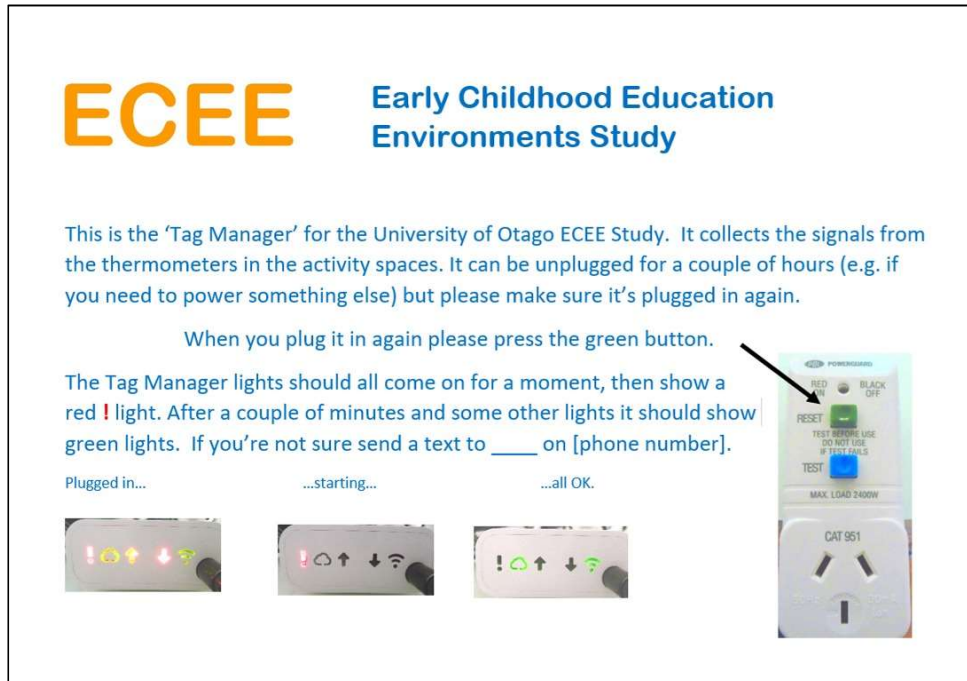 ECEE
Early Childhood Education
Environments Study
This is the ‘Tag Manager’ for the University of Otago ECEE Study.  It collects the signals from
the thermometers in the activity spaces. It can be unplugged for a couple of hours (e.g. if
you need to power something else) but please make sure it’s plugged in again.
When you plug it in again please press the green button.
The Tag Manager lights should all come on for a moment, then show a
red ! light. After a couple of minutes and some other lights it should show
green lights.  If you’re not sure send a text to ____ on [phone number].
Plugged in...
...starting...
...all OK.
POWERGUARD
RED ON
BLACK OFF
RESET
TEST BEFORE USE
DO NOT USE
IF TEST FAILS
TEST
MAX. LOAD 2400W
CAT 951